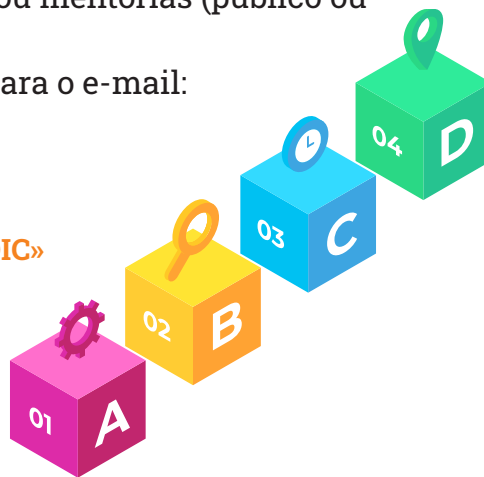 ou mentorias (público ou
ara o e-mail:
IC»
01 A
02 B
03 C
04 D